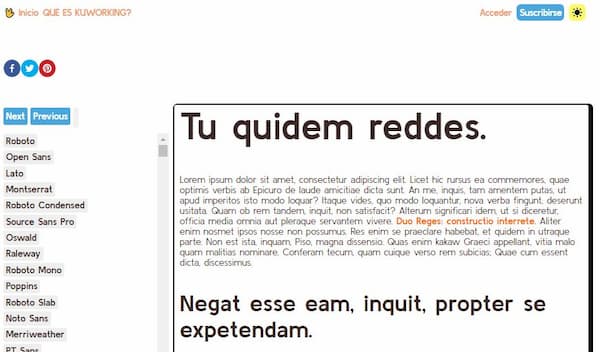 Inicio QUÉ ES KUWORKING?
Acceder Suscribirse
Next Previous
Roboto
Open Sans
Lato
Montserrat
Roboto Condensed
Source Sans Pro
Oswald
Raleway
Roboto Mono
Poppins
Roboto Slab
Noto Sans
Merriweather
PT Sans
Tu quidem reddes.
Lorem ipsum dolor sit amet, consectetur adipiscing elit. Licet hic rursus ea commemores, quae
optimis verbis ab Epicuro de laude amicitiae dicta sunt. An me, inquis, tam amentem putas, ut
apud imperitos isto modo loquar? Itaque vides, quo modo loquantur, nova verba fingunt, deserunt
usitata. Quam ob rem tandem, inquit, non satisfacit? Alterum significari idem, ut si diceretur,
officia media omnia aut pleraque servantem vivere. Duo Reges: constructio interrete. Aliter
enim nosmet ipsos nosse non possumus. Res enim se praeclare habebat, et quidem in utraque
parte. Non est ista, inquam, Piso, magna dissensio. Quas enim kakaw Graeci appellant, vitia malo
quam malitias nominare. Conferam tecum, quam cuique verso rem subicias; Quae cum essent
dicta, discessimus.
Negat esse eam, inquit, propter se
expetendam.